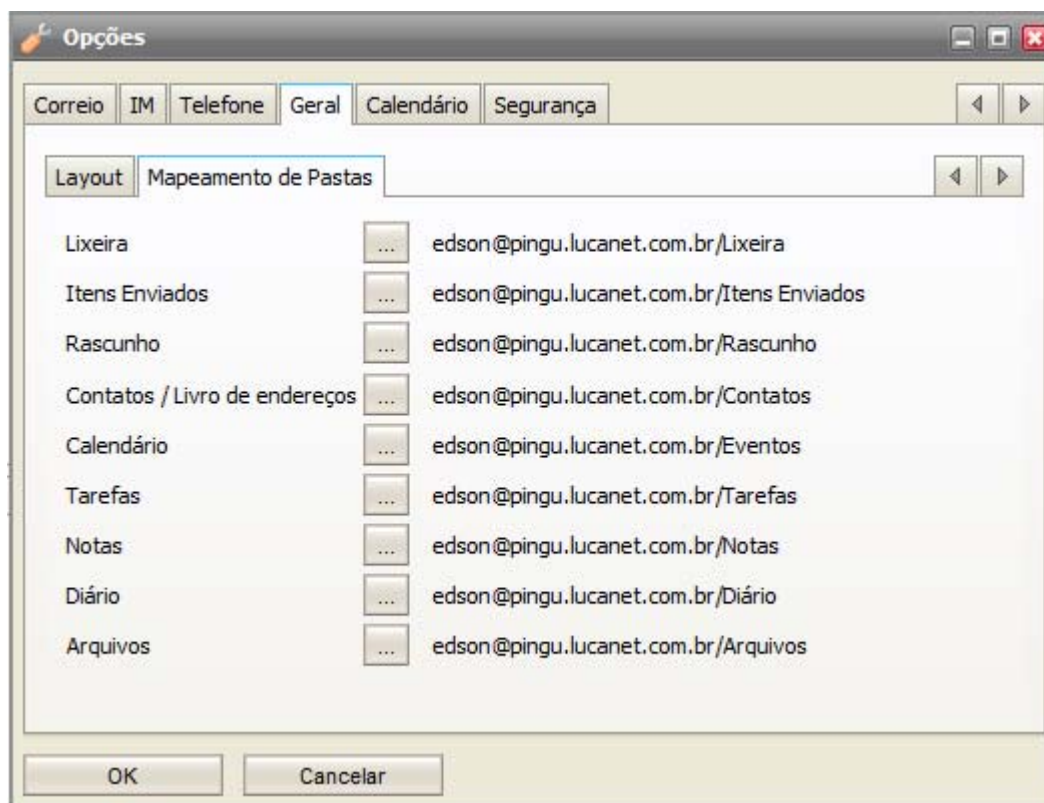 Opções
Correio IM Telefone Geral Calendário Segurança
Layout Mapeamento de Pastas
Lixeira ... edson@pingu.lucanet.com.br/Lixeira
Itens Enviados ... edson@pingu.lucanet.com.br/Itens Enviados
Rascunho ... edson@pingu.lucanet.com.br/Rascunho
Contatos / Livro de endereços ... edson@pingu.lucanet.com.br/Contatos
Calendário ... edson@pingu.lucanet.com.br/Eventos
Tarefas ... edson@pingu.lucanet.com.br/Tarefas
Notas ... edson@pingu.lucanet.com.br/Notas
Diário ... edson@pingu.lucanet.com.br/Diário
Arquivos ... edson@pingu.lucanet.com.br/Arquivos
OK Cancelar